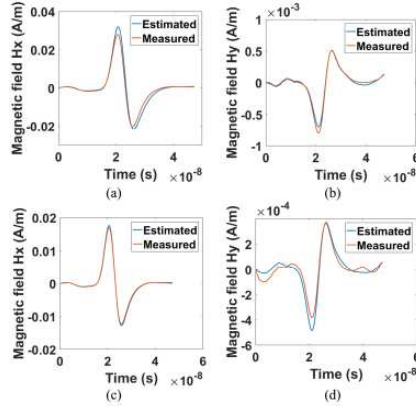 0.04
0.02
0
-0.02
Magnetic field Hx (A/m)
Estimated
Measured
0 2 4 6
Time (s) ×10-8
(a)
×10-3
1
0.5
0
-0.5
-1
Magnetic field Hy (A/m)
Estimated
Measured
0 2 4 6
Time (s) ×10-8
(b)
0.02
0.01
0
-0.01
-0.02
Magnetic field Hx (A/m)
Estimated
Measured
0 2 4 6
Time (s) ×10-8
(c)
×10-4
4
2
0
-2
-4
-6
Magnetic field Hy (A/m)
Estimated
Measured
0 2 4 6
Time (s) ×10-8
(d)